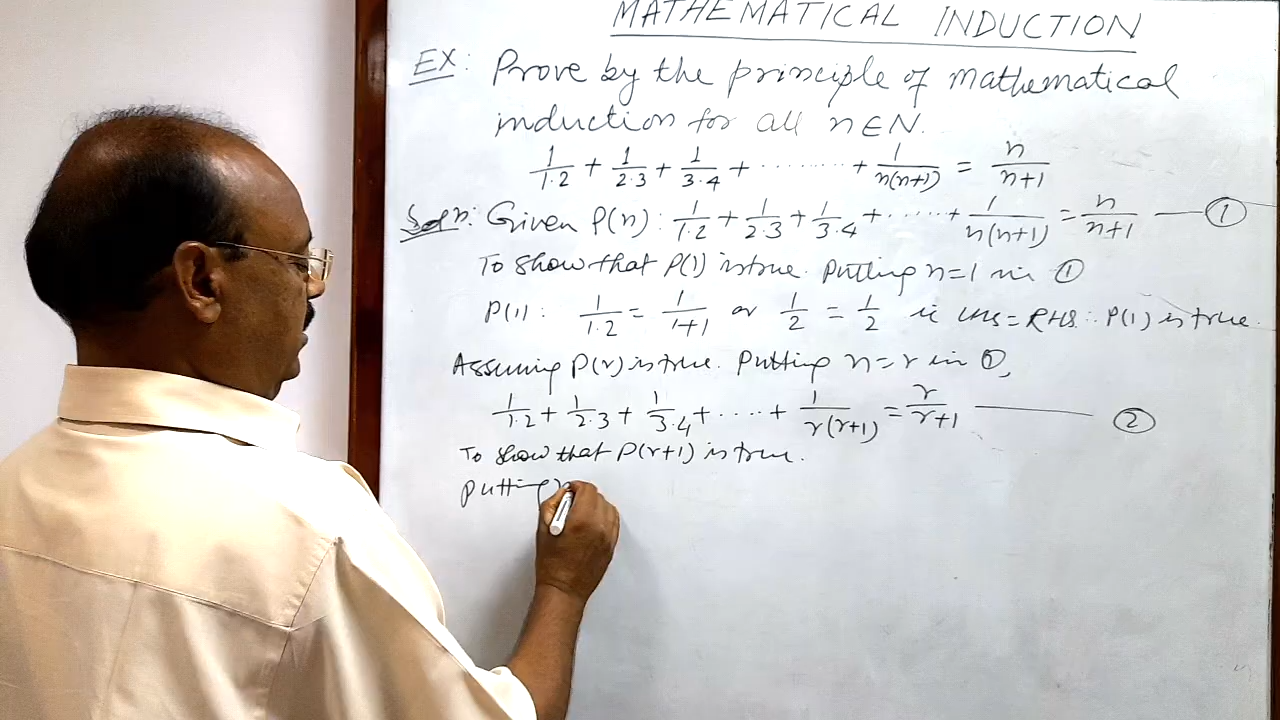 MATHEMATICAL INDUCTION
EX: Prove by the principle of mathematical
induction for all n∈N.
1/1.2 + 1/2.3 + 1/3.4 + ......... + 1/n(n+1) = n/n+1
Soln: Given P(n): 1/1.2 + 1/2.3 + 1/3.4 + ...... + 1/n(n+1) = n/n+1 —— ①
To show that P(1) is true. Putting n=1 in ①
P(1): 1/1.2 = 1/1+1 or 1/2 = 1/2 ie LHS = RHS ∴ P(1) is true.
Assuming P(r) is true. Putting n=r in ①,
1/1.2 + 1/2.3 + 1/3.4 + .... + 1/r(r+1) = r/r+1 —— ②
To show that P(r+1) is true.
Putting